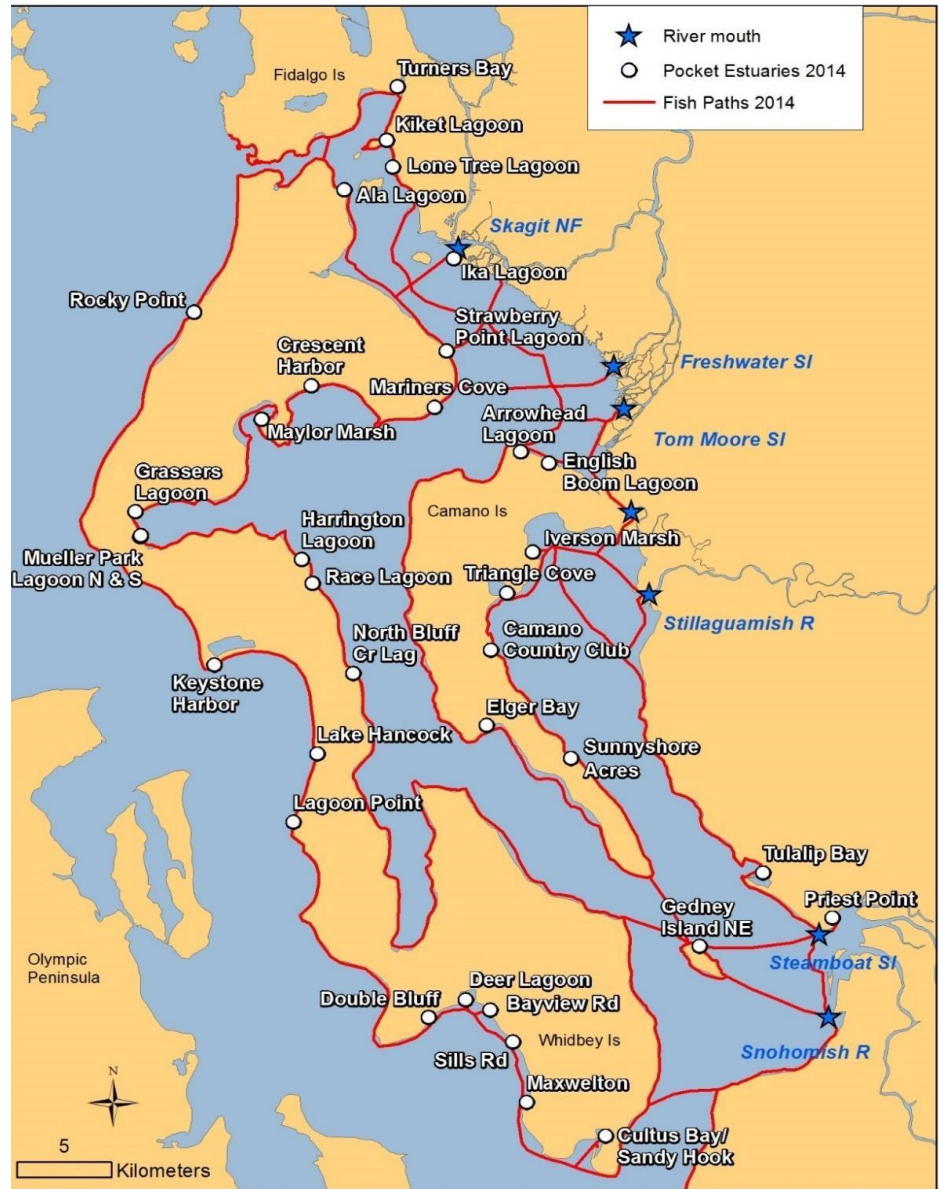 River mouth
Pocket Estuaries 2014
Fish Paths 2014
Fidalgo Is
Turners Bay
Kiket Lagoon
Lone Tree Lagoon
Ala Lagoon
Skagit NF
Ika Lagoon
Rocky Point
Strawberry
Point Lagoon
Crescent
Harbor
Freshwater Sl
Mariners Cove
Arrowhead
Lagoon
Maylor Marsh
Tom Moore Sl
Grassers
Lagoon
English
Boom Lagoon
Camano Is
Harrington
Lagoon
Iverson Marsh
Mueller Park
Lagoon N & S
Race Lagoon
Triangle Cove
Stillaguamish R
North Bluff
Cr Lag
Camano
Country Club
Keystone
Harbor
Elger Bay
Lake Hancock
Sunnyshore
Acres
Lagoon Point
Tulalip Bay
Priest Point
Gedney
Island NE
Olympic
Peninsula
Steamboat Sl
Deer Lagoon
Double Bluff
Bayview Rd
Whidbey Is
Sills Rd
Snohomish R
Maxwelton
N
Cultus Bay/
Sandy Hook
5
Kilometers